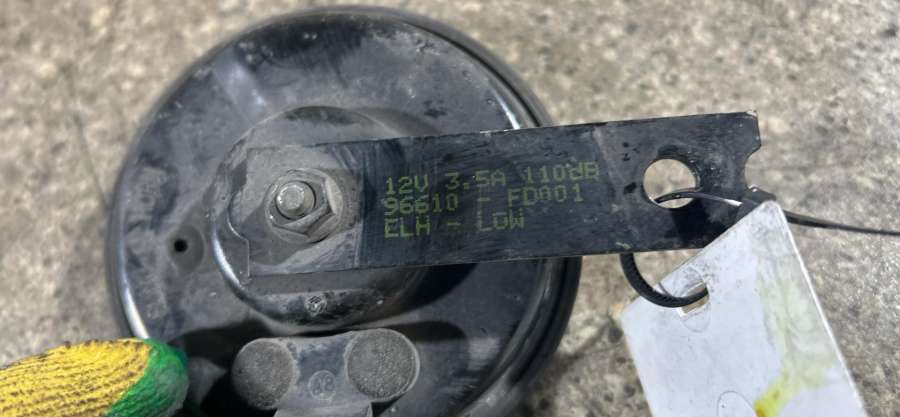 12V 3.5A 110dB
96610 - FD001
ELH - LOW